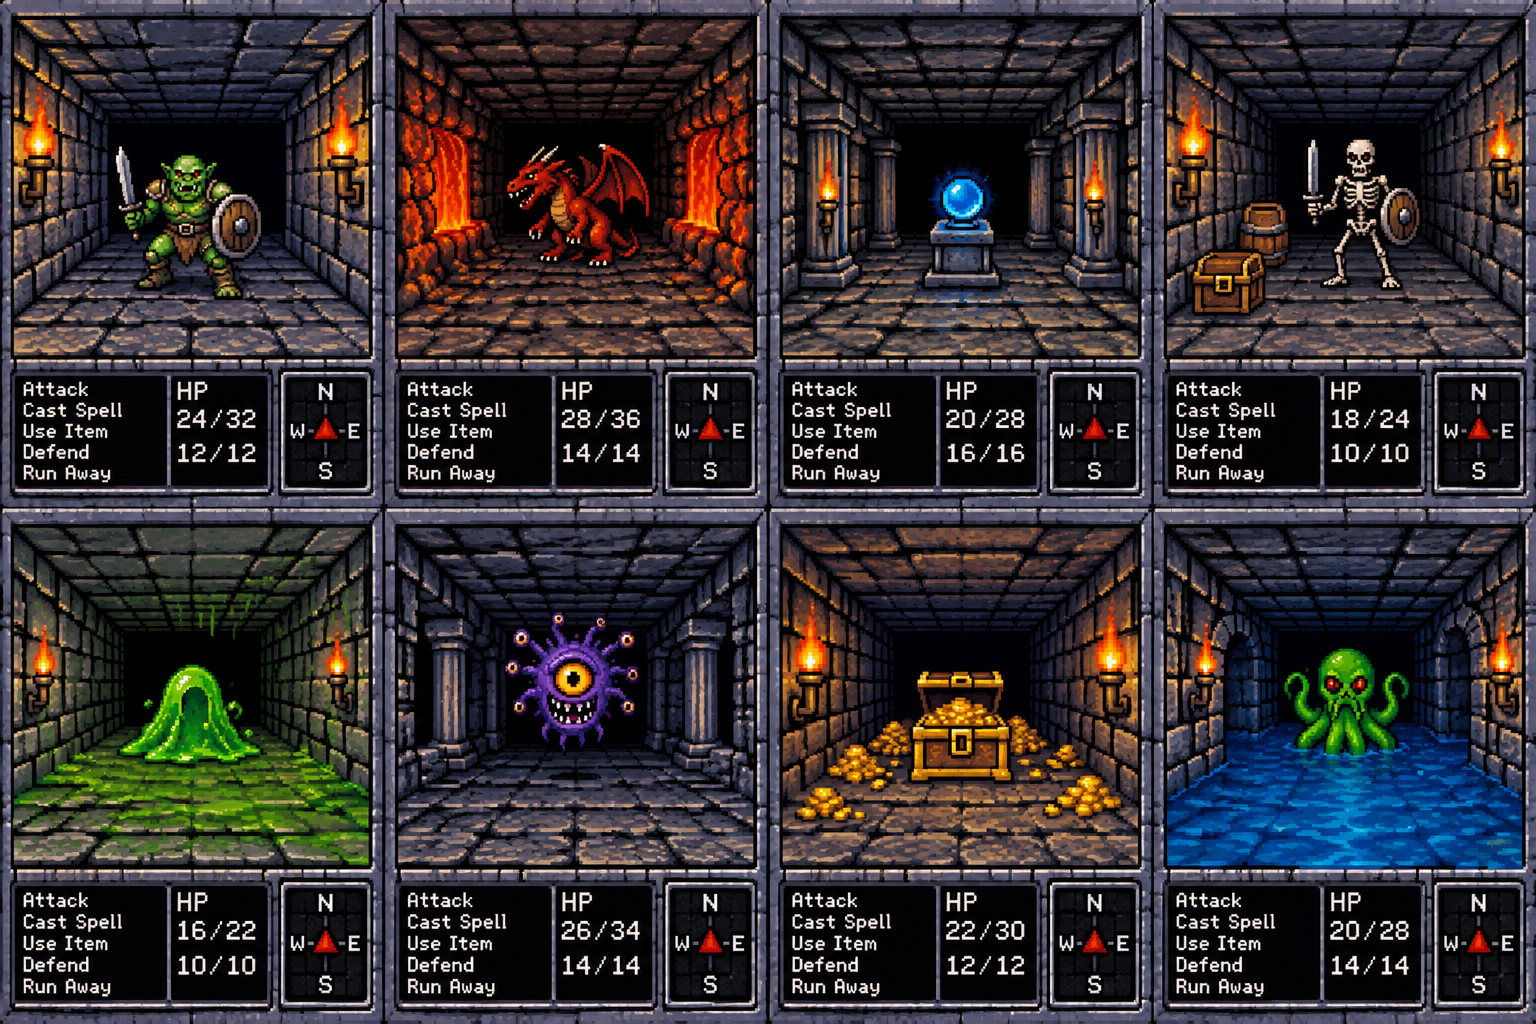 Attack
Cast Spell
Use Item
Defend
Run Away
HP
24/32
12/12
N
W E
S
Attack
Cast Spell
Use Item
Defend
Run Away
HP
28/36
14/14
N
W E
S
Attack
Cast Spell
Use Item
Defend
Run Away
HP
20/28
16/16
N
W E
S
Attack
Cast Spell
Use Item
Defend
Run Away
HP
18/24
10/10
N
W E
S
Attack
Cast Spell
Use Item
Defend
Run Away
HP
16/22
10/10
N
W E
S
Attack
Cast Spell
Use Item
Defend
Run Away
HP
26/34
14/14
N
W E
S
Attack
Cast Spell
Use Item
Defend
Run Away
HP
22/30
12/12
N
W E
S
Attack
Cast Spell
Use Item
Defend
Run Away
HP
20/28
14/14
N
W E
S